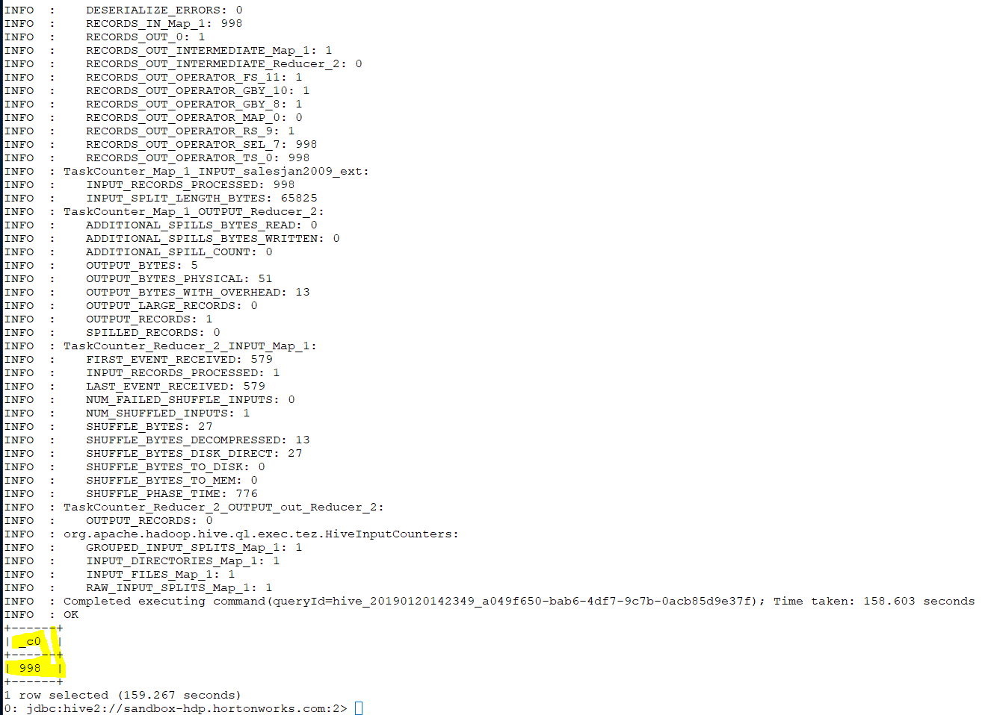 INFO  :    DESERIALIZE_ERRORS: 0
INFO  :    RECORDS_IN_Map_1: 998
INFO  :    RECORDS_OUT_0: 1
INFO  :    RECORDS_OUT_INTERMEDIATE_Map_1: 1
INFO  :    RECORDS_OUT_INTERMEDIATE_Reducer_2: 0
INFO  :    RECORDS_OUT_OPERATOR_FS_11: 1
INFO  :    RECORDS_OUT_OPERATOR_GBY_10: 1
INFO  :    RECORDS_OUT_OPERATOR_GBY_8: 1
INFO  :    RECORDS_OUT_OPERATOR_MAP_0: 0
INFO  :    RECORDS_OUT_OPERATOR_RS_9: 1
INFO  :    RECORDS_OUT_OPERATOR_SEL_7: 998
INFO  :    RECORDS_OUT_OPERATOR_TS_0: 998
INFO  : TaskCounter_Map_1_INPUT_salesjan2009_ext:
INFO  :    INPUT_RECORDS_PROCESSED: 998
INFO  :    INPUT_SPLIT_LENGTH_BYTES: 65825
INFO  : TaskCounter_Map_1_OUTPUT_Reducer_2:
INFO  :    ADDITIONAL_SPILLS_BYTES_READ: 0
INFO  :    ADDITIONAL_SPILLS_BYTES_WRITTEN: 0
INFO  :    ADDITIONAL_SPILL_COUNT: 0
INFO  :    OUTPUT_BYTES: 5
INFO  :    OUTPUT_BYTES_PHYSICAL: 51
INFO  :    OUTPUT_BYTES_WITH_OVERHEAD: 13
INFO  :    OUTPUT_LARGE_RECORDS: 0
INFO  :    OUTPUT_RECORDS: 1
INFO  :    SPILLED_RECORDS: 0
INFO  : TaskCounter_Reducer_2_INPUT_Map_1:
INFO  :    FIRST_EVENT_RECEIVED: 579
INFO  :    INPUT_RECORDS_PROCESSED: 1
INFO  :    LAST_EVENT_RECEIVED: 579
INFO  :    NUM_FAILED_SHUFFLE_INPUTS: 0
INFO  :    NUM_SHUFFLED_INPUTS: 1
INFO  :    SHUFFLE_BYTES: 27
INFO  :    SHUFFLE_BYTES_DECOMPRESSED: 13
INFO  :    SHUFFLE_BYTES_DISK_DIRECT: 27
INFO  :    SHUFFLE_BYTES_TO_DISK: 0
INFO  :    SHUFFLE_BYTES_TO_MEM: 0
INFO  :    SHUFFLE_PHASE_TIME: 776
INFO  : TaskCounter_Reducer_2_OUTPUT_out_Reducer_2:
INFO  :    OUTPUT_RECORDS: 0
INFO  : org.apache.hadoop.hive.ql.exec.tez.HiveInputCounters:
INFO  :    GROUPED_INPUT_SPLITS_Map_1: 1
INFO  :    INPUT_DIRECTORIES_Map_1: 1
INFO  :    INPUT_FILES_Map_1: 1
INFO  :    RAW_INPUT_SPLITS_Map_1: 1
INFO  : Completed executing command(queryId=hive_20190120142349_a049f650-bab6-4df7-9c7b-0acb85d9e37f); Time taken: 158.603 seconds
INFO  : OK
+------+
| _c0  |
+------+
| 998  |
+------+
1 row selected (159.267 seconds)
0: jdbc:hive2://sandbox-hdp.hortonworks.com:2>